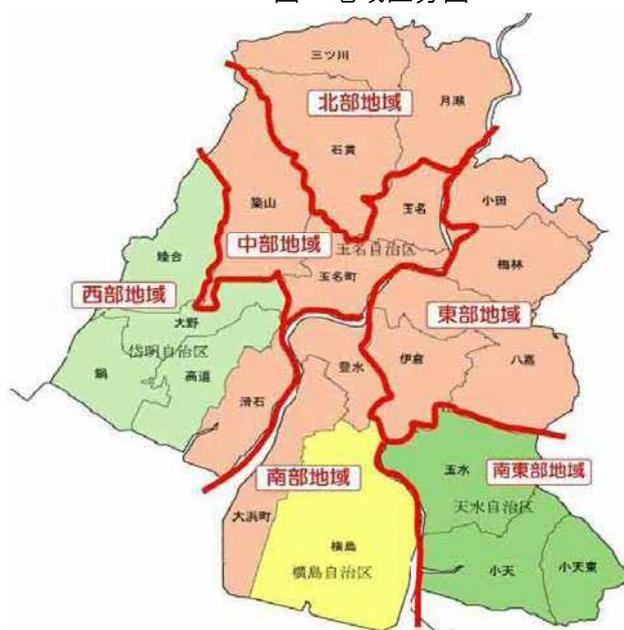 三ツ川
北部地域
月瀬
石貫
築山
玉名
小田
中部地域
玉名自治区
梅林
睦合
玉名町
西部地域
大野
東部地域
岱明自治区
豊水
伊倉
八嘉
鍋
高道
滑石
玉水
南東部地域
南部地域
天水自治区
大浜町
横島
小天
小天東
横島自治区